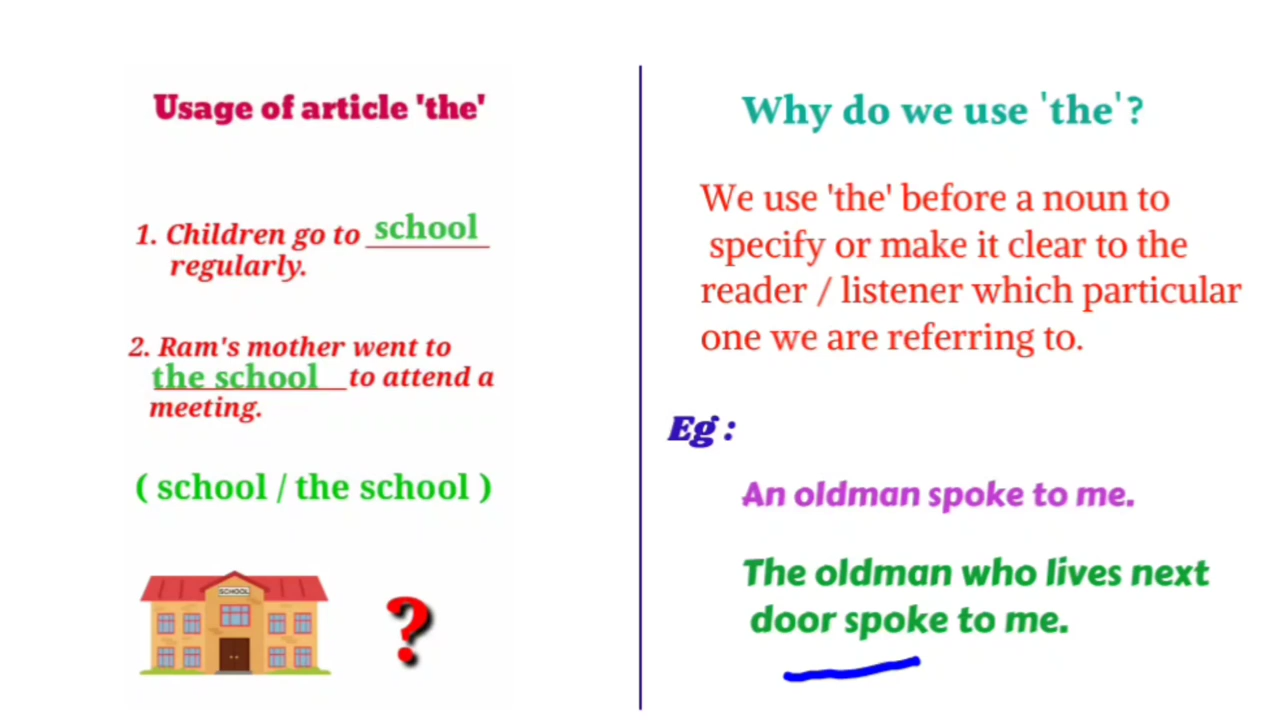 Usage of article 'the'
1. Children go to school
regularly.
2. Ram's mother went to
the school to attend a
meeting.
( school / the school )
SCHOOL
?
Why do we use 'the'?
We use 'the' before a noun to
specify or make it clear to the
reader / listener which particular
one we are referring to.
Eg :
An oldman spoke to me.
The oldman who lives next
door spoke to me.